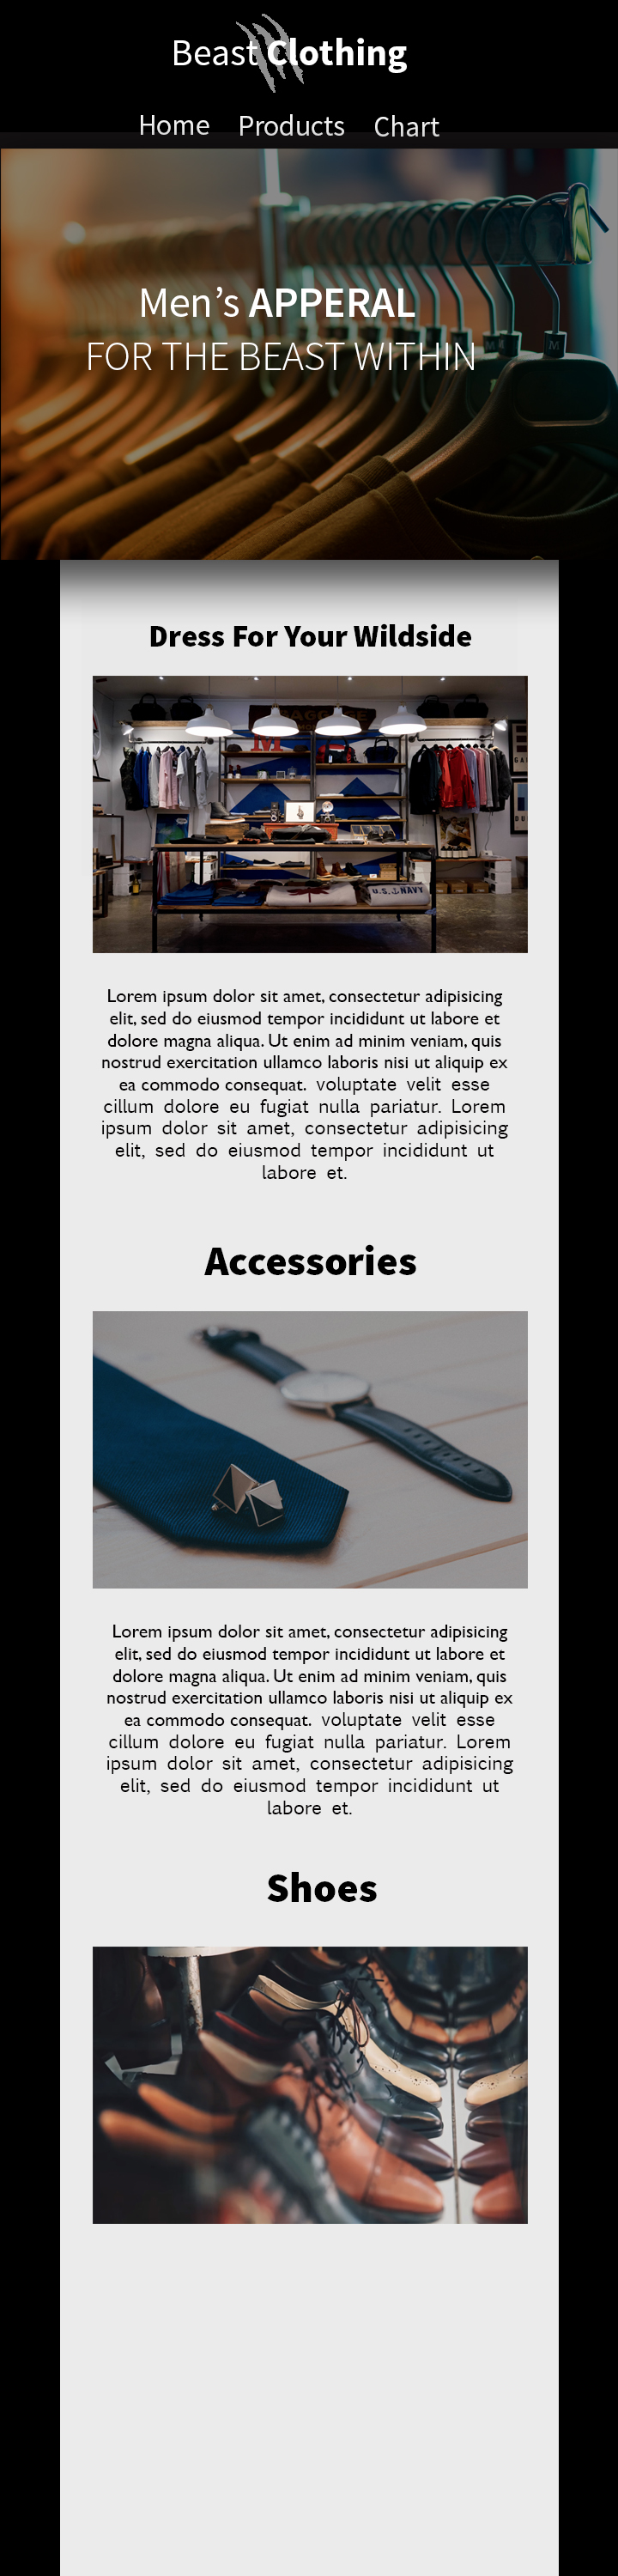 Beast Clothing
Home Products Chart
Men’s APPERAL
FOR THE BEAST WITHIN
M
Dress For Your Wildside
U.S. NAVY
Lorem ipsum dolor sit amet, consectetur adipisicing
elit, sed do eiusmod tempor incididunt ut labore et
dolore magna aliqua. Ut enim ad minim veniam, quis
nostrud exercitation ullamco laboris nisi ut aliquip ex
ea commodo consequat. voluptate velit esse
cillum dolore eu fugiat nulla pariatur. Lorem
ipsum dolor sit amet, consectetur adipisicing
elit, sed do eiusmod tempor incididunt ut
labore et.
Accessories
Lorem ipsum dolor sit amet, consectetur adipisicing
elit, sed do eiusmod tempor incididunt ut labore et
dolore magna aliqua. Ut enim ad minim veniam, quis
nostrud exercitation ullamco laboris nisi ut aliquip ex
ea commodo consequat. voluptate velit esse
cillum dolore eu fugiat nulla pariatur. Lorem
ipsum dolor sit amet, consectetur adipisicing
elit, sed do eiusmod tempor incididunt ut
labore et.
Shoes